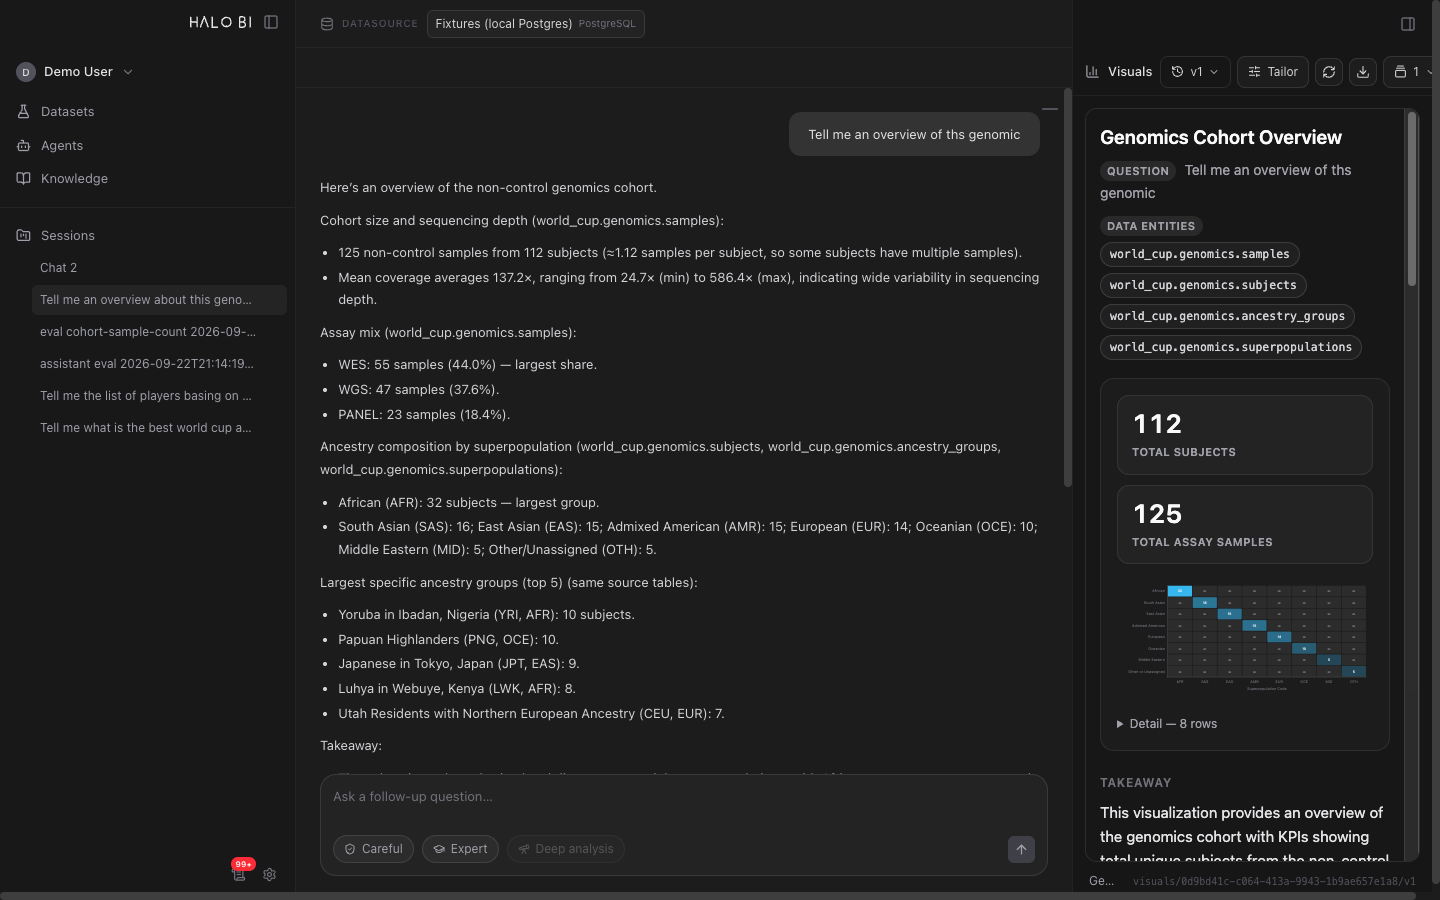 HALO BI
D Demo User
Datasets
Agents
Knowledge
Sessions
Chat 2
Tell me an overview about this geno...
eval cohort-sample-count 2026-09-...
assistant eval 2026-09-22T21:14:19...
Tell me the list of players basing on ...
Tell me what is the best world cup a...
99+
DATASOURCE Fixtures (local Postgres) PostgreSQL
Tell me an overview of ths genomic
Here's an overview of the non-control genomics cohort.
Cohort size and sequencing depth (world_cup.genomics.samples):
• 125 non-control samples from 112 subjects (≈1.12 samples per subject, so some subjects have multiple samples).
• Mean coverage averages 137.2×, ranging from 24.7× (min) to 586.4× (max), indicating wide variability in sequencing
depth.
Assay mix (world_cup.genomics.samples):
• WES: 55 samples (44.0%) — largest share.
• WGS: 47 samples (37.6%).
• PANEL: 23 samples (18.4%).
Ancestry composition by superpopulation (world_cup.genomics.subjects, world_cup.genomics.ancestry_groups,
world_cup.genomics.superpopulations):
• African (AFR): 32 subjects — largest group.
• South Asian (SAS): 16; East Asian (EAS): 15; Admixed American (AMR): 15; European (EUR): 14; Oceanian (OCE): 10;
Middle Eastern (MID): 5; Other/Unassigned (OTH): 5.
Largest specific ancestry groups (top 5) (same source tables):
• Yoruba in Ibadan, Nigeria (YRI, AFR): 10 subjects.
• Papuan Highlanders (PNG, OCE): 10.
• Japanese in Tokyo, Japan (JPT, EAS): 9.
• Luhya in Webuye, Kenya (LWK, AFR): 8.
• Utah Residents with Northern European Ancestry (CEU, EUR): 7.
Takeaway:
Ask a follow-up question...
Careful Expert Deep analysis
Visuals v1 Tailor 1
Genomics Cohort Overview
QUESTION Tell me an overview of ths
genomic
DATA ENTITIES
world_cup.genomics.samples
world_cup.genomics.subjects
world_cup.genomics.ancestry_groups
world_cup.genomics.superpopulations
112
TOTAL SUBJECTS
125
TOTAL ASSAY SAMPLES
Detail — 8 rows
TAKEAWAY
This visualization provides an overview of
the genomics cohort with KPIs showing
total unique subjects from the non-control
Ge... visuals/0d9bd41c-c064-413a-9943-1b9ae657e1a8/v1